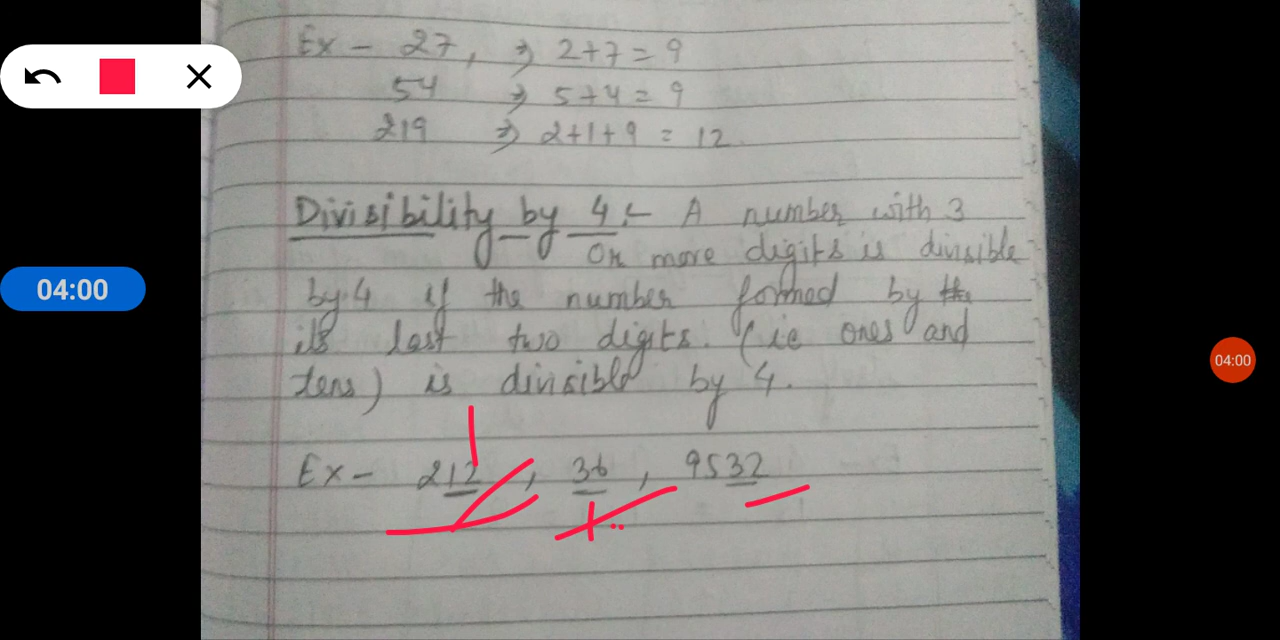 Ex - 27, ⇒ 2+7 = 9
54 ⇒ 5+4 = 9
219 ⇒ 2+1+9 = 12.
Divisibility by 4:- A number with 3
or more digits is divisible
by 4 if the number formed by the
its last two digits. (ie ones and
tens) is divisible by 4.
Ex - 212, 36, 9532
04:00
04:00